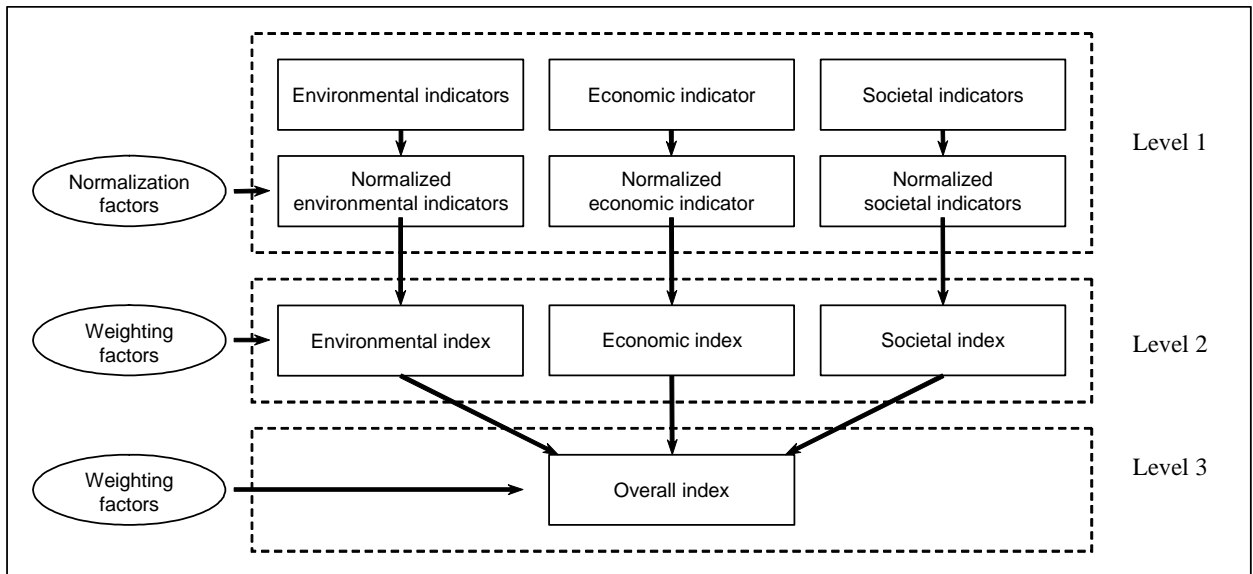 Environmental indicators
Economic indicator
Societal indicators
Level 1
Normalization
factors
Normalized
environmental indicators
Normalized
economic indicator
Normalized
societal indicators
Weighting
factors
Environmental index
Economic index
Societal index
Level 2
Weighting
factors
Overall index
Level 3